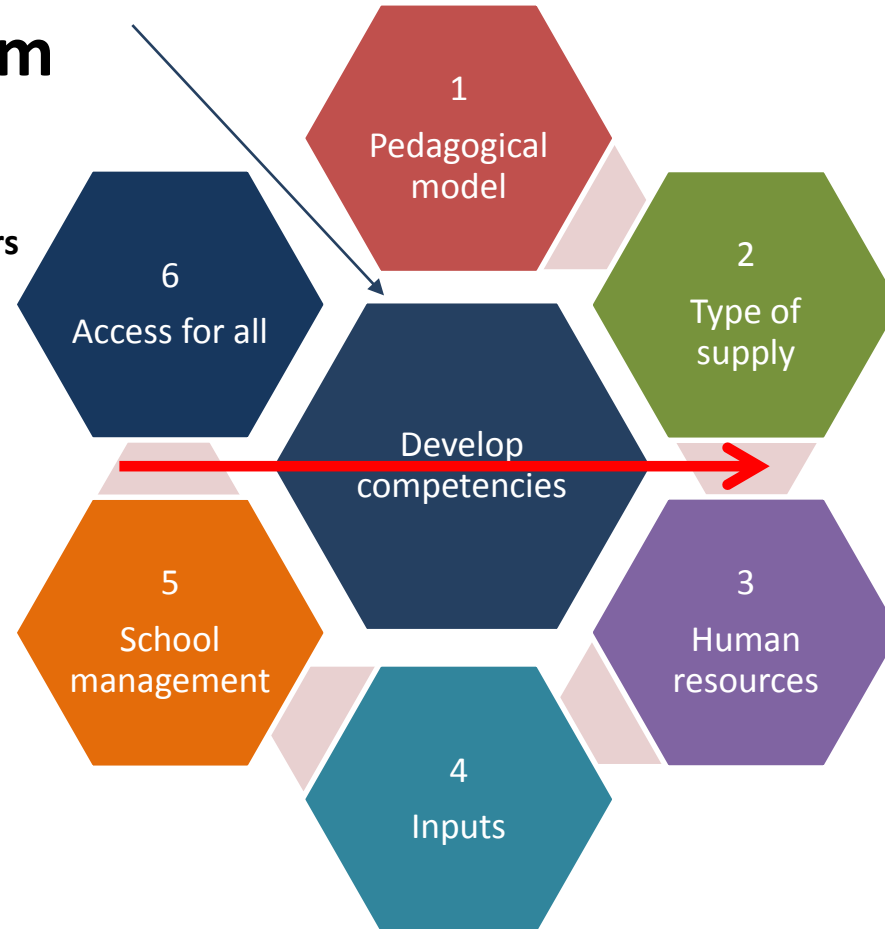 m
rs
1
Pedagogical
model
2
Type of
supply
3
Human
resources
4
Inputs
5
School
management
6
Access for all
Develop
competencies